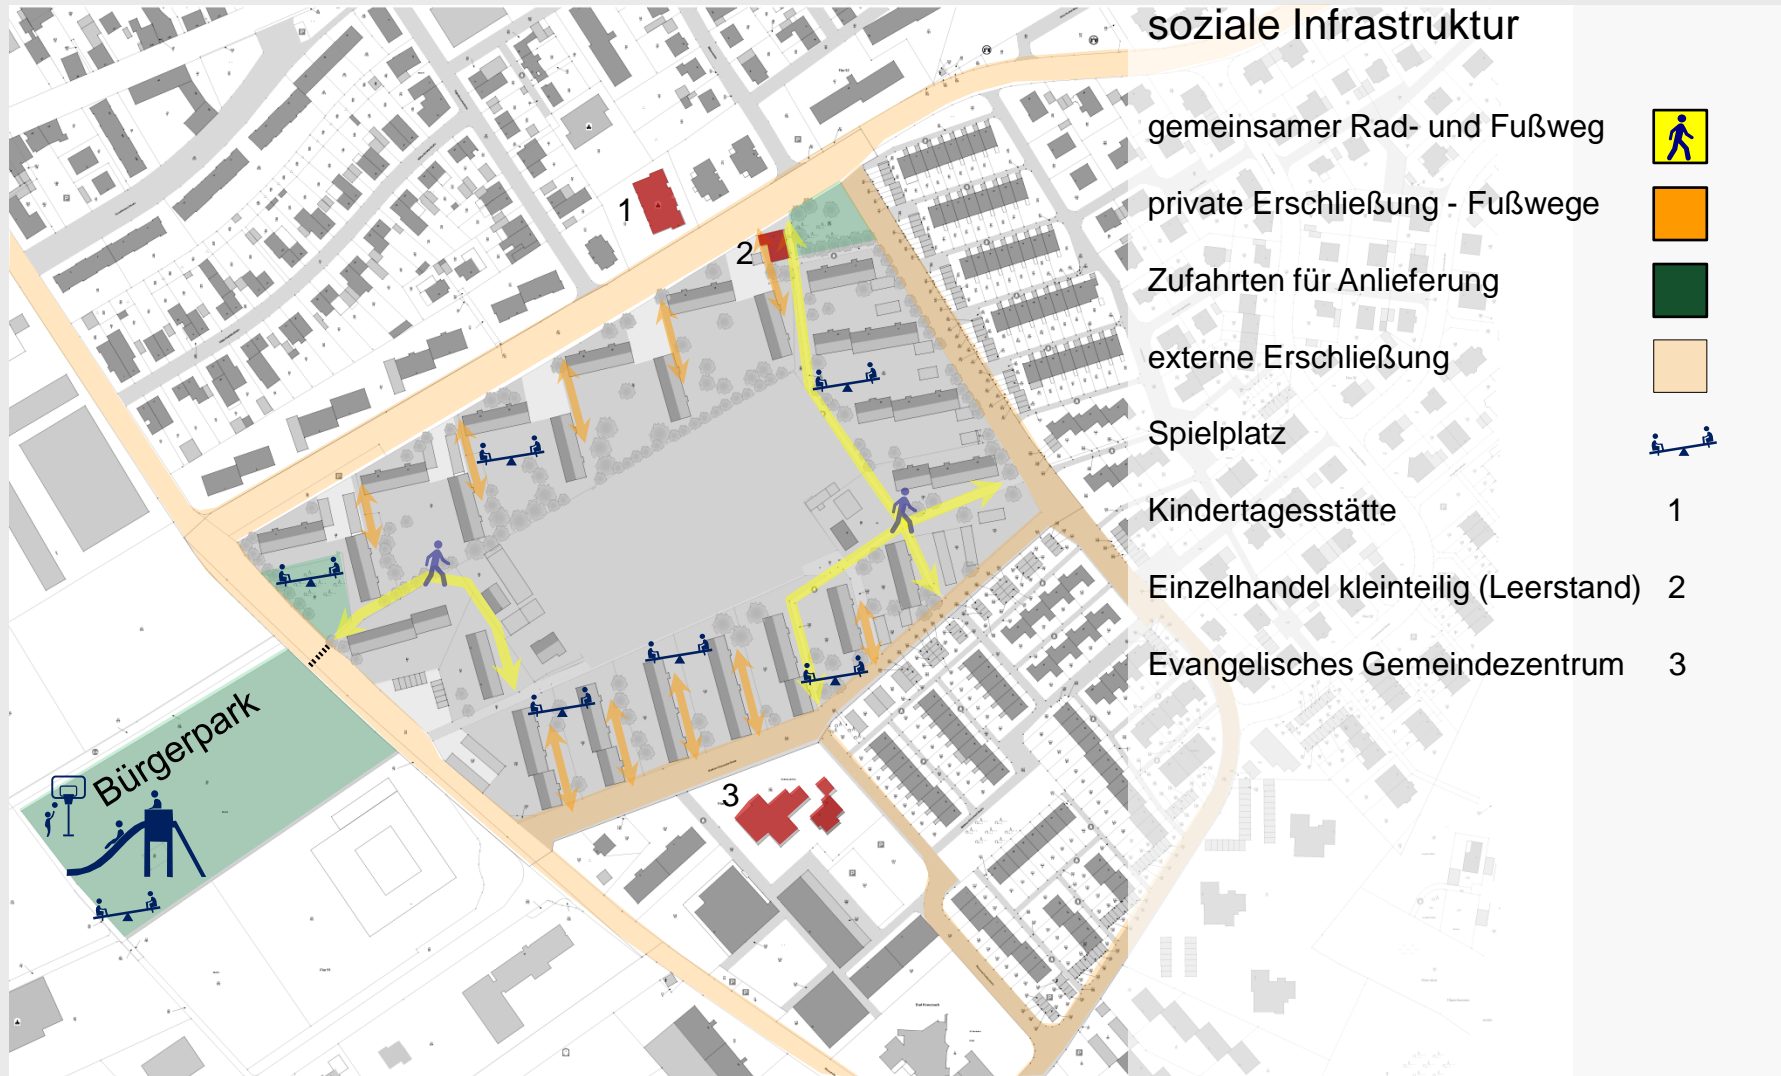 soziale Infrastruktur
gemeinsamer Rad- und Fußweg
private Erschließung - Fußwege
Zufahrten für Anlieferung
externe Erschließung
Spielplatz
Kindertagesstätte 1
Einzelhandel kleinteilig (Leerstand) 2
Evangelisches Gemeindezentrum 3
1
2
3
Bürgerpark